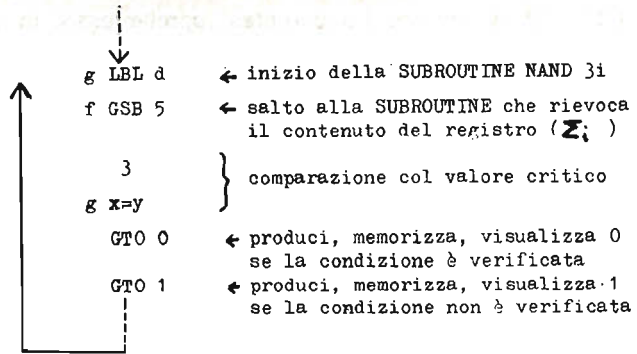 g LBL d ← inizio della SUBROUTINE NAND 3i
f GSB 5 ← salto alla SUBROUTINE che rievoca
il contenuto del registro (Σi )
3
} comparazione col valore critico
g x=y
GTO 0 ← produci, memorizza, visualizza 0
se la condizione è verificata
GTO 1 ← produci, memorizza, visualizza 1
se la condizione non è verificata